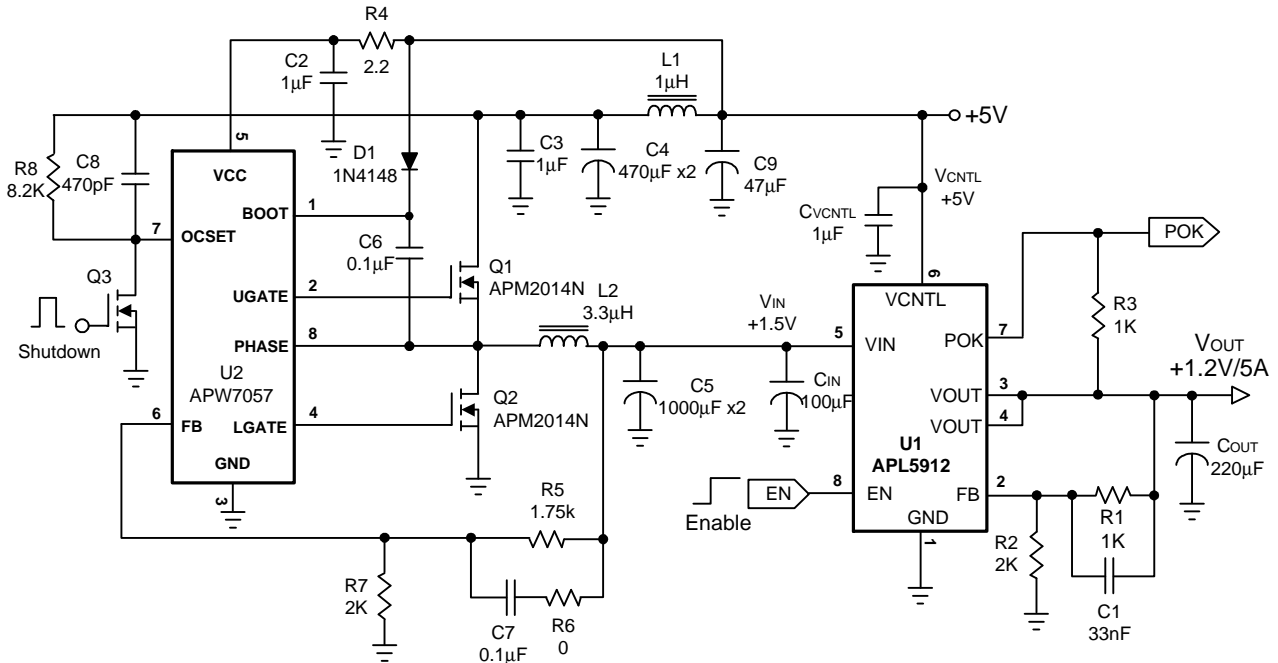 R4
2.2
C2
1µF
L1
1µH
+5V
R8
8.2K
C8
470pF
5
VCC
D1
1N4148
C3
1µF
C4
470µF x2
C9
47µF
VCNTL
+5V
CVCNTL
1µF
BOOT
1
7
OCSET
C6
0.1µF
POK
Q3
Shutdown
UGATE
2
Q1
APM2014N
L2
3.3µH
VIN
+1.5V
6
VCNTL
7
POK
R3
1K
PHASE
8
5
VIN
VOUT
+1.2V/5A
U2
APW7057
Q2
APM2014N
C5
1000µF x2
CIN
100µF
VOUT
3
VOUT
4
6
FB
LGATE
4
U1
APL5912
COUT
220µF
GND
3
Enable
EN
8
EN
FB
2
R5
1.75k
GND
1
R2
2K
R1
1K
R7
2K
C7
0.1µF
R6
0
C1
33nF